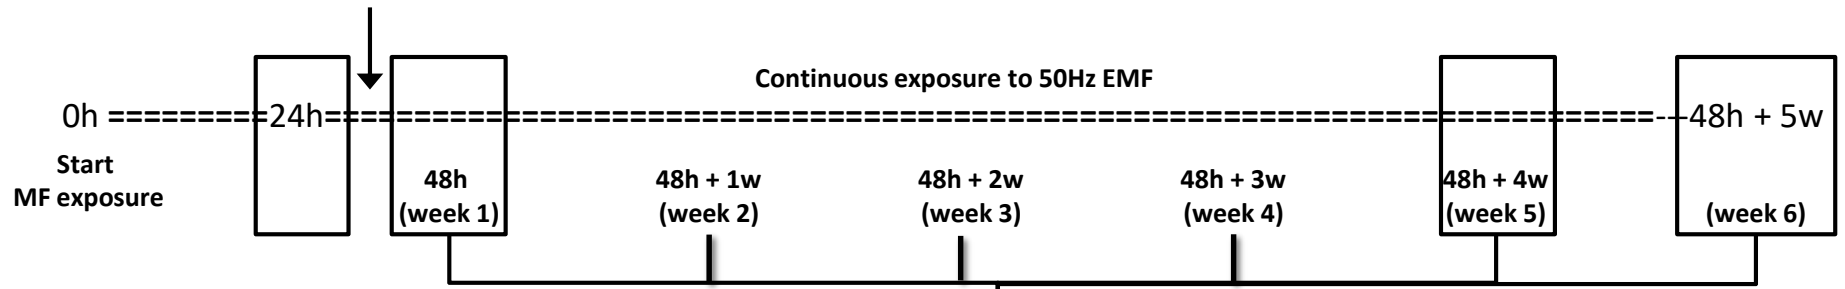 Continuous exposure to 50Hz EMF
0h ==========24h======================================================================---48h + 5w
Start
MF exposure
48h
(week 1)
48h + 1w
(week 2)
48h + 2w
(week 3)
48h + 3w
(week 4)
48h + 4w
(week 5)
(week 6)